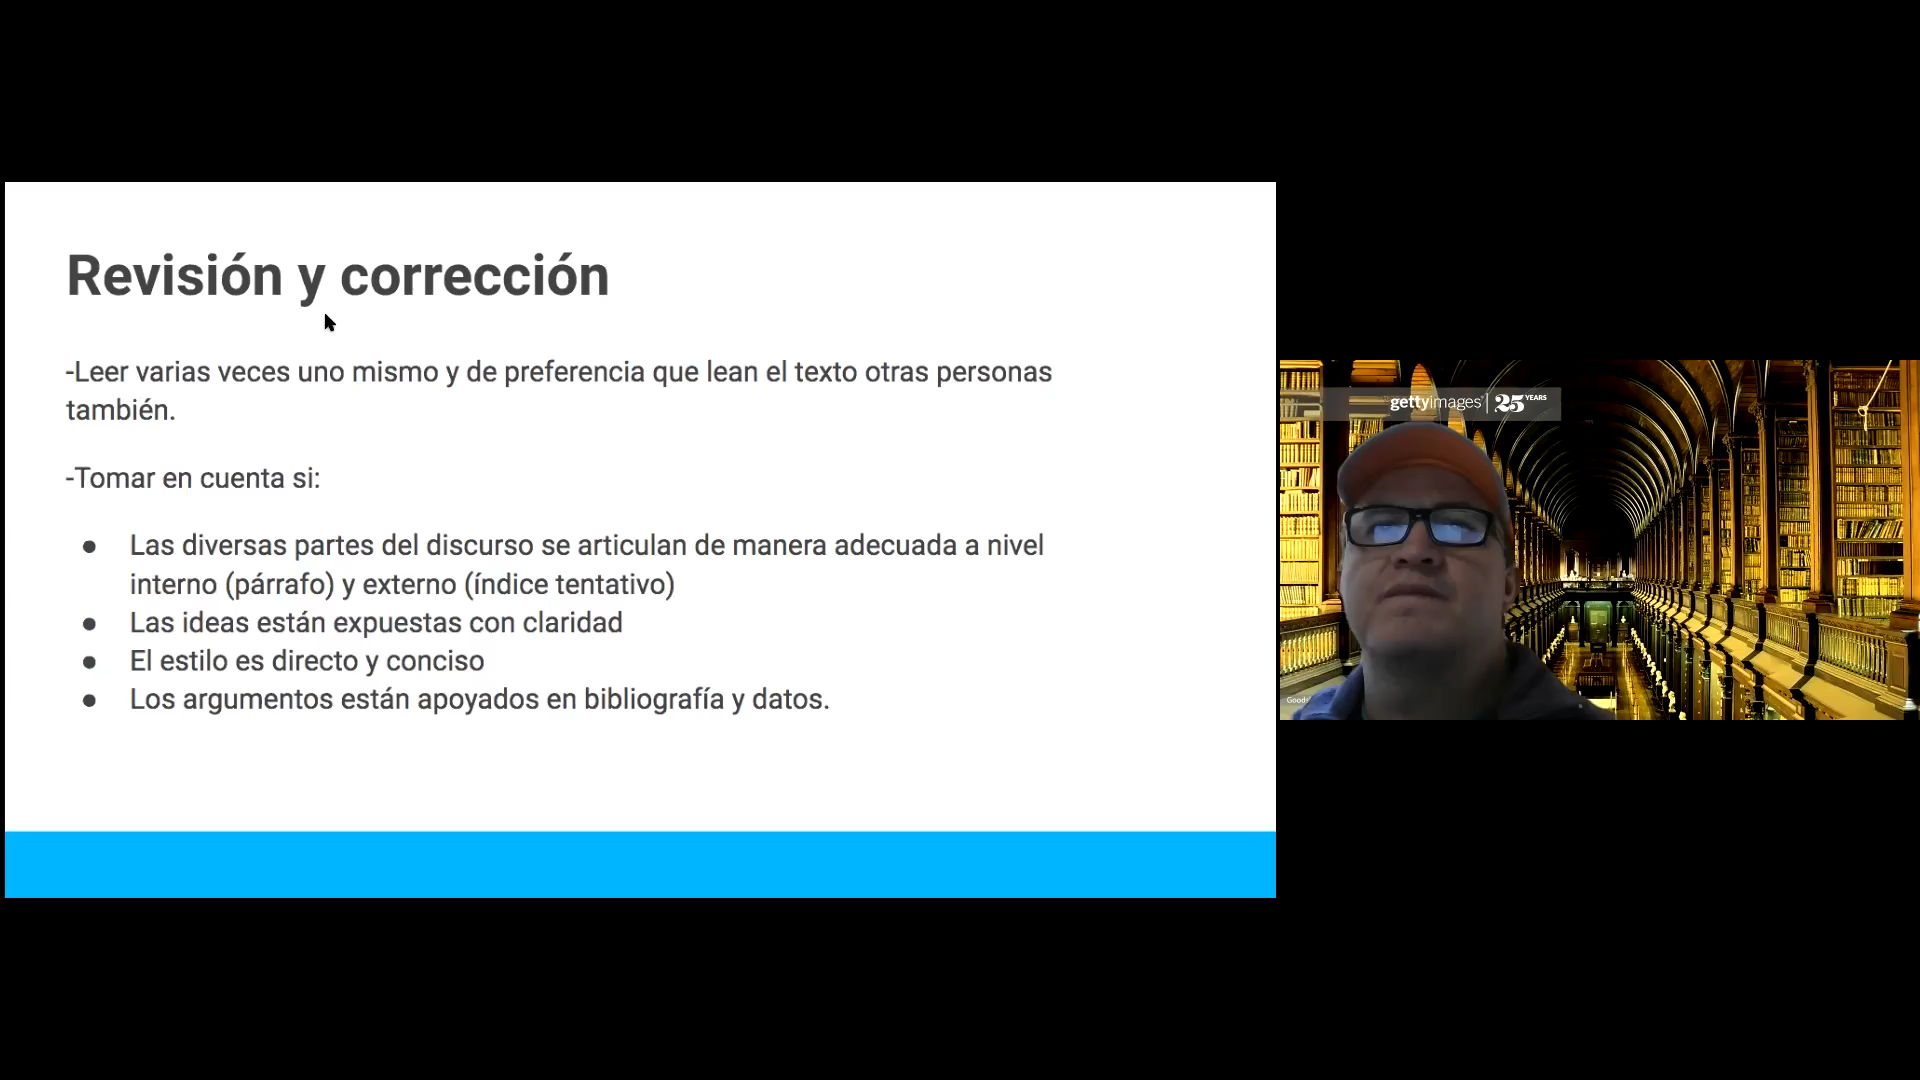 Revisión y corrección
-Leer varias veces uno mismo y de preferencia que lean el texto otras personas
también.
-Tomar en cuenta si:
● Las diversas partes del discurso se articulan de manera adecuada a nivel
interno (párrafo) y externo (índice tentativo)
● Las ideas están expuestas con claridad
● El estilo es directo y conciso
● Los argumentos están apoyados en bibliografía y datos.
gettyimages® | 25 YEARS